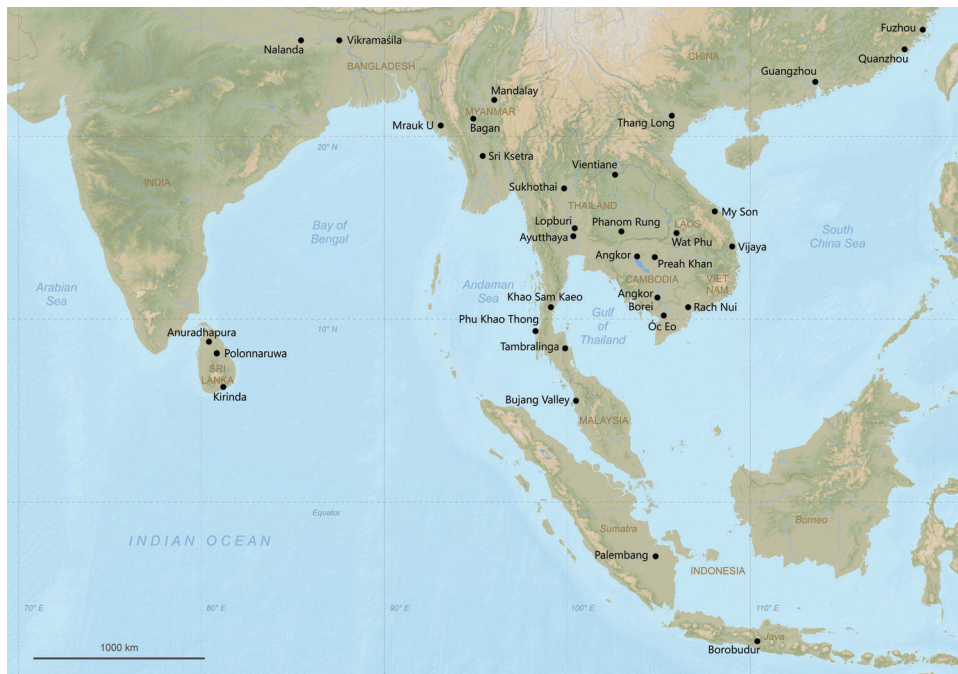 Fuzhou
Nalanda
Vikramaśila
Quanzhou
CHINA
BANGLADESH
Guangzhou
Mandalay
MYANMAR
Mrauk U
Bagan
Thang Long
20° N
Sri Ksetra
Vientiane
INDIA
Sukhothai
THAILAND
My Son
Bay of
Bengal
Lopburi
Phanom Rung
LAOS
South
China Sea
Ayutthaya
Wat Phu
Vijaya
Angkor
Preah Khan
Arabian
Sea
Andaman
Sea
CAMBODIA
VIET
NAM
Khao Sam Kaeo
Angkor
Borei
Rach Nui
Gulf
of
Thailand
Phu Khao Thong
Óc Eo
10° N
Anuradhapura
Polonnaruwa
Tambralinga
SRI
LANKA
Kirinda
Bujang Valley
MALAYSIA
Equator
Sumatra
Borneo
INDIAN OCEAN
Palembang
INDONESIA
70° E
80° E
90° E
100° E
110° E
1000 km
Java
Borobudur